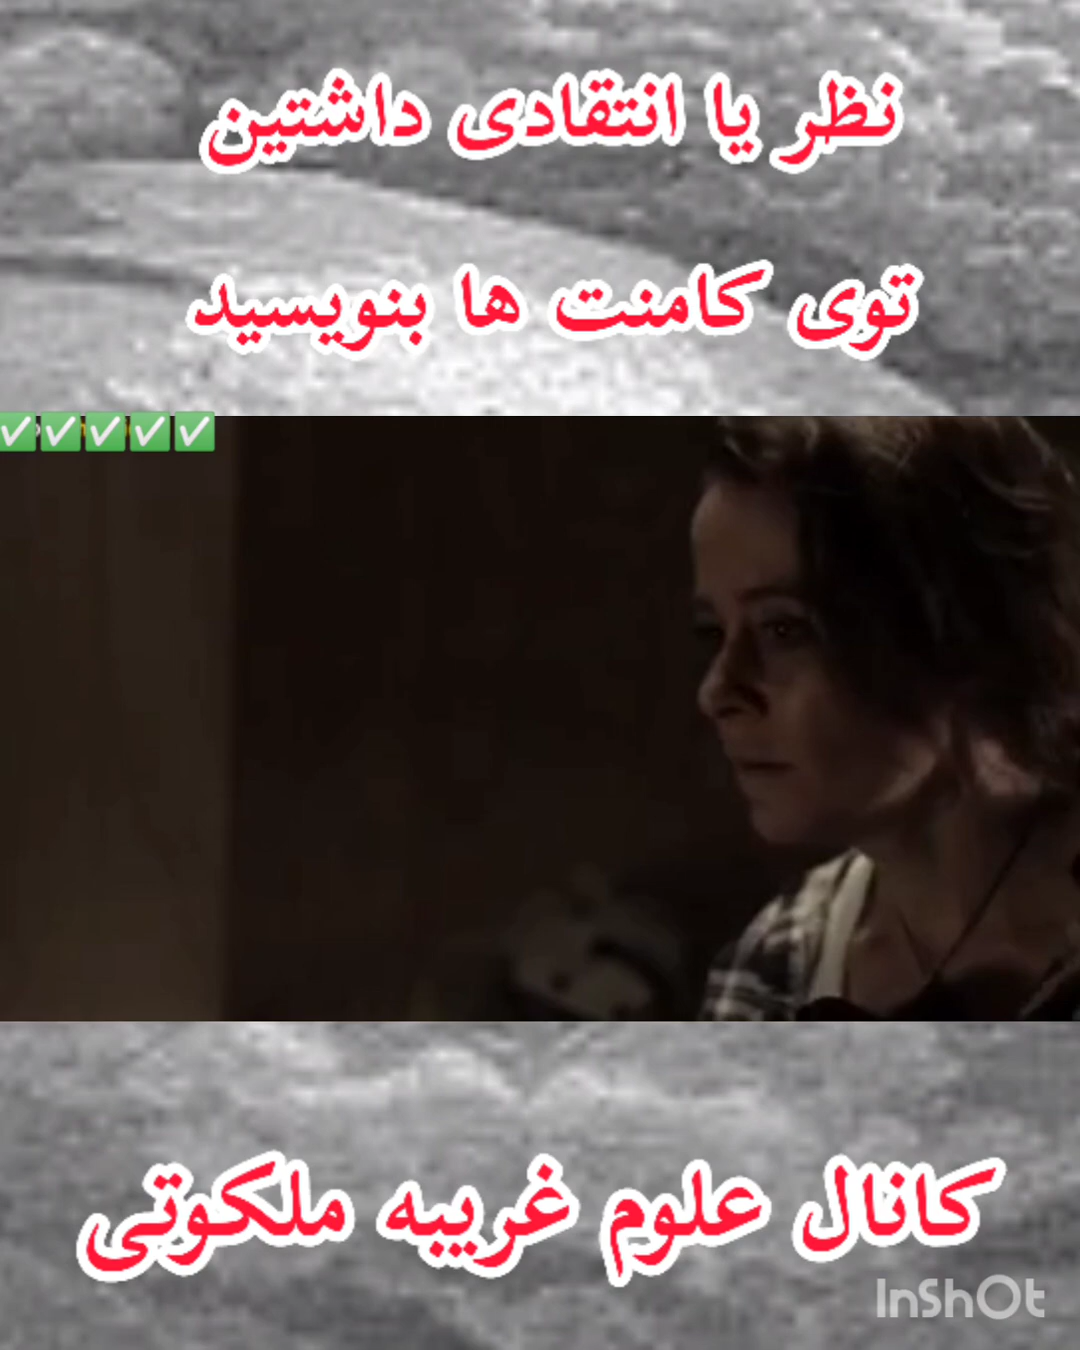 نظر یا انتقادی داشتین
توی کامنت ها بنویسید
کانال علوم غریبه ملکوتی
InShOt